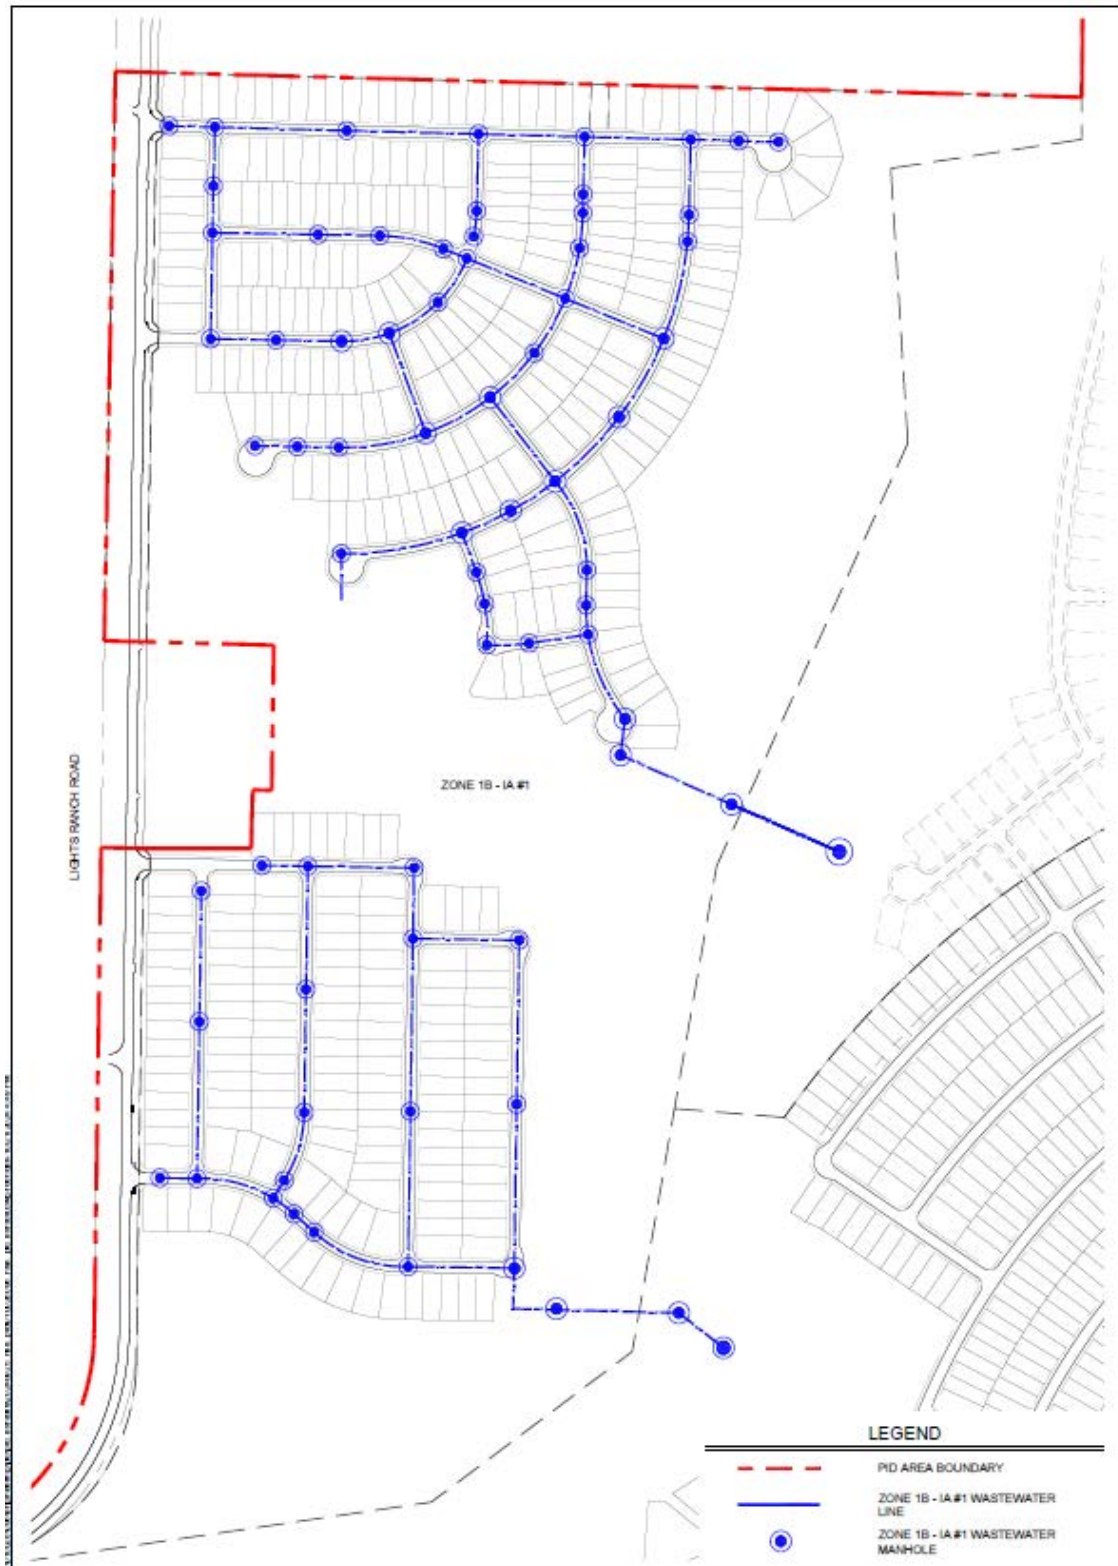 LIGHTS RANCH ROAD
ZONE 1B - IA #1
LEGEND
PID AREA BOUNDARY
ZONE 1B - IA #1 WASTEWATER
LINE
ZONE 1B - IA #1 WASTEWATER
MANHOLE